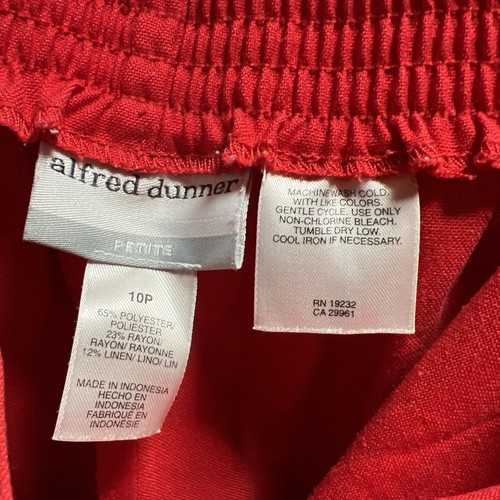 alfred dunner
PETITE
10P
65% POLYESTER/
POLIESTER
23% RAYON/
RAYON/ RAYONNE
12% LINEN/ LINO/ LIN
MADE IN INDONESIA
HECHO EN
INDONESIA
FABRIQUÉ EN
INDONÉSIE
MACHINEWASH COLD.
WITH LIKE COLORS.
GENTLE CYCLE. USE ONLY
NON-CHLORINE BLEACH.
TUMBLE DRY LOW.
COOL IRON IF NECESSARY.
RN 19232
CA 29961